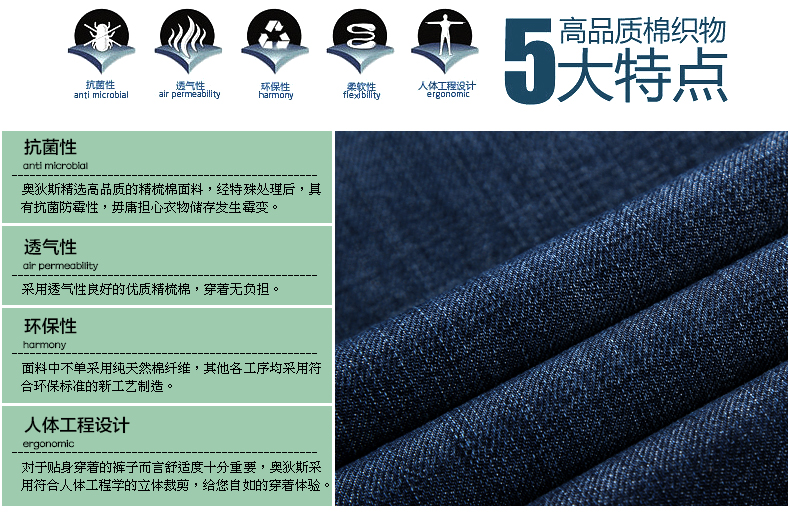 抗菌性
anti microbial
透气性
air permeability
环保性
harmony
柔软性
flexibility
人体工程设计
ergonomic
5
高品质棉织物
大特点
抗菌性
anti microbial
奥狄斯精选高品质的精梳棉面料，经特殊处理后，具
有抗菌防霉性，毋庸担心衣物储存发生霉变。
透气性
air permeability
采用透气性良好的优质精梳棉，穿着无负担。
环保性
harmony
面料中不单采用纯天然棉纤维，其他各工序均采用符
合环保标准的新工艺制造。
人体工程设计
ergonomic
对于贴身穿着的裤子而言舒适度十分重要，奥狄斯采
用符合人体工程学的立体裁剪，给您自如的穿着体验。